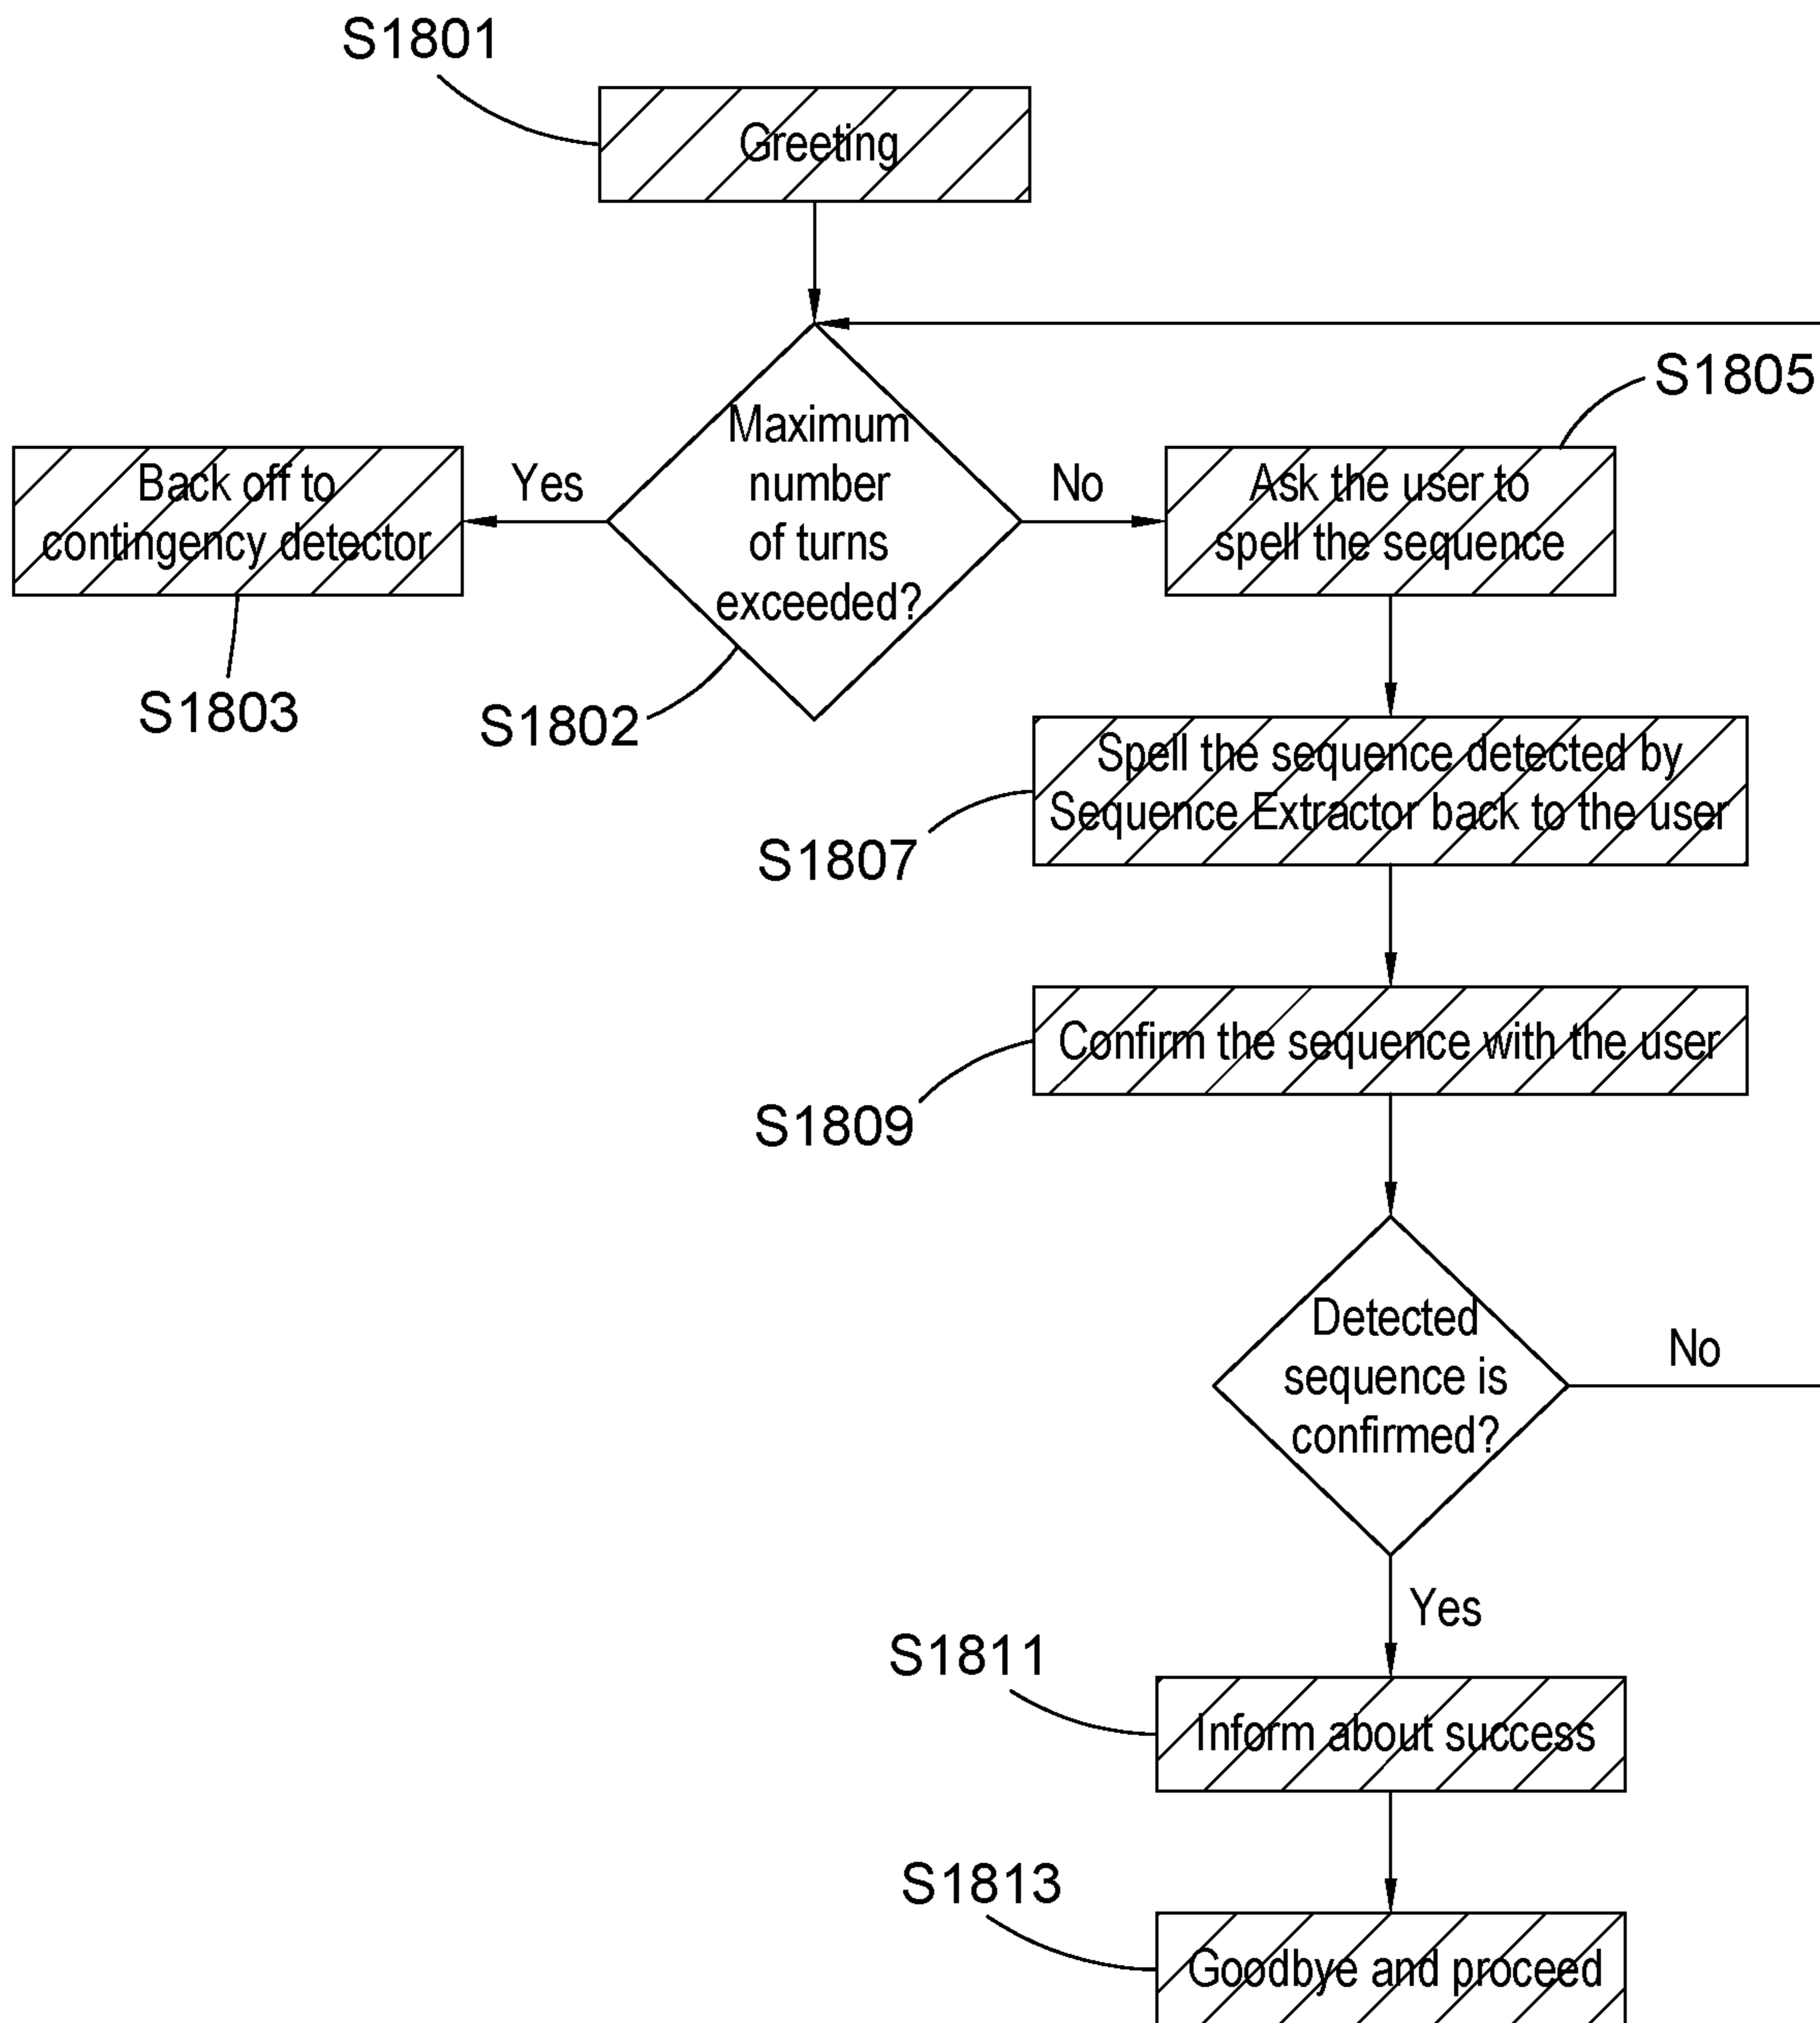 S1801
Greeting
S1805
Maximum
number
of turns
exceeded?
Yes
No
Back off to
contingency detector
Ask the user to
spell the sequence
S1803
S1802
Spell the sequence detected by
Sequence Extractor back to the user
S1807
Confirm the sequence with the user
S1809
Detected
sequence is
confirmed?
No
Yes
S1811
Inform about success
S1813
Goodbye and proceed